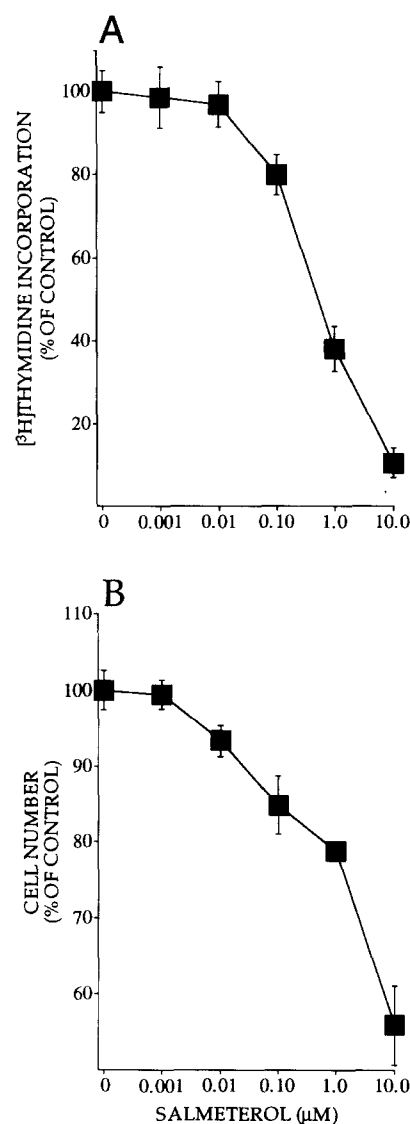 A
[³H]THYMIDINE INCORPORATION
(% OF CONTROL)
100
80
40
20
0 0.001 0.01 0.10 1.0 10.0
B
CELL NUMBER
(% OF CONTROL)
110
100
90
80
70
60
0 0.001 0.01 0.10 1.0 10.0
SALMETEROL (µM)